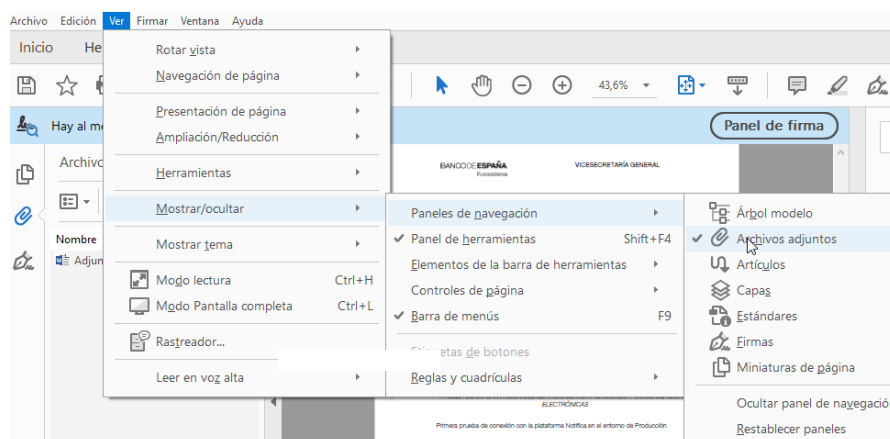 Archivo Edición Ver Firmar Ventana Ayuda
Inicio He
Rotar vista
Navegación de página
Presentación de página
Ampliación/Reducción
Herramientas
Mostrar/ocultar
Mostrar tema
Modo lectura Ctrl+H
Modo Pantalla completa Ctrl+L
Rastreador...
Leer en voz alta
43,6%
Hay al me
Panel de firma
Archivo
Nombre
Adjun
BANCO DE ESPAÑA
Eurosistema
VICESECRETARÍA GENERAL
Paneles de navegación
Panel de herramientas Shift+F4
Elementos de la barra de herramientas
Controles de página
Barra de menús F9
de botones
Reglas y cuadrículas
Árbol modelo
Archivos adjuntos
Artículos
Capas
Estándares
Firmas
Miniaturas de página
Ocultar panel de navegació
Restablecer paneles
ELECTRÓNICAS
Primera prueba de conexión con la plataforma Notifica en el entorno de Producción